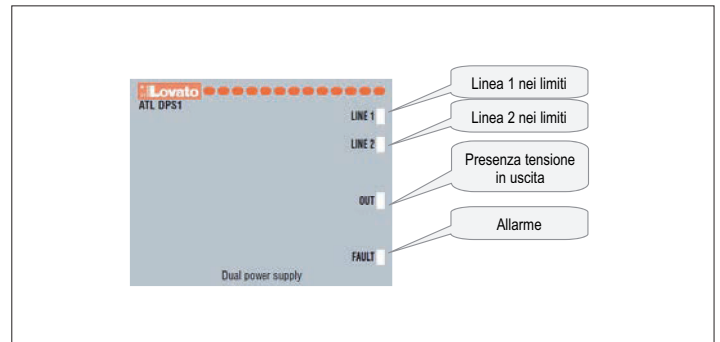 Lovato
ATL DPS1
LINE 1
LINE 2
OUT
FAULT
Dual power supply
Linea 1 nei limiti
Linea 2 nei limiti
Presenza tensione
in uscita
Allarme